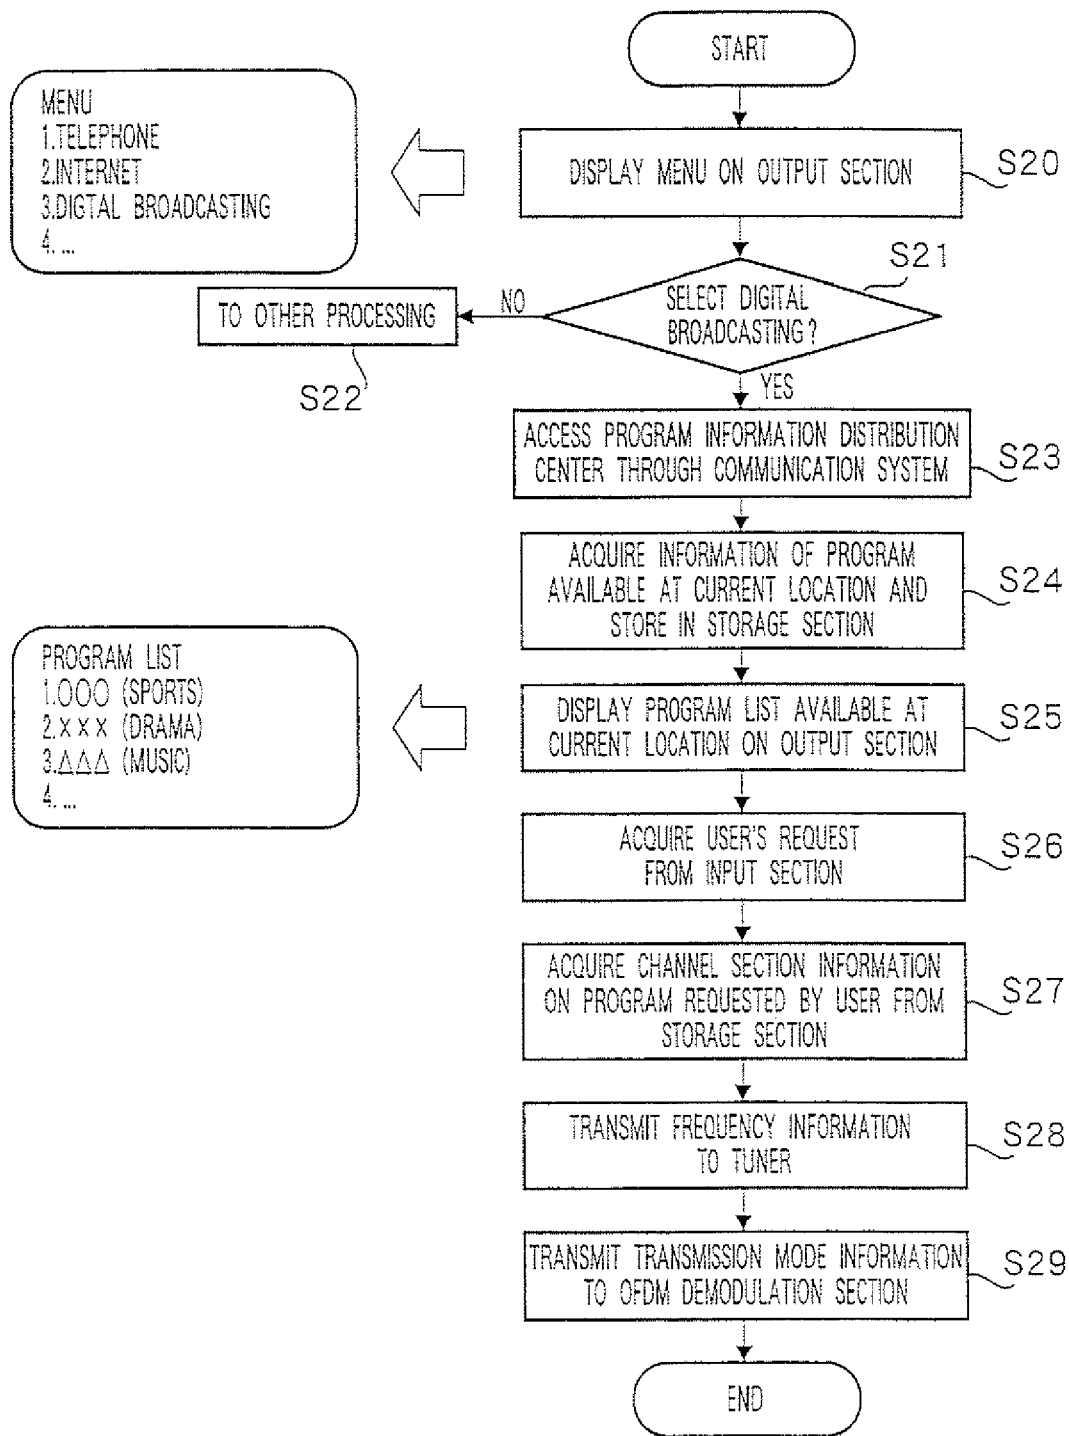 START
MENU
1.TELEPHONE
2.INTERNET
3.DIGTAL BROADCASTING
4. ...
DISPLAY MENU ON OUTPUT SECTION
S20
S21
SELECT DIGITAL
BROADCASTING?
NO
TO OTHER PROCESSING
S22
YES
ACCESS PROGRAM INFORMATION DISTRIBUTION
CENTER THROUGH COMMUNICATION SYSTEM
S23
ACQUIRE INFORMATION OF PROGRAM
AVAILABLE AT CURRENT LOCATION AND
STORE IN STORAGE SECTION
S24
PROGRAM LIST
1.○○○ (SPORTS)
2.××× (DRAMA)
3.△△△ (MUSIC)
4. ...
DISPLAY PROGRAM LIST AVAILABLE AT
CURRENT LOCATION ON OUTPUT SECTION
S25
ACQUIRE USER'S REQUEST
FROM INPUT SECTION
S26
ACQUIRE CHANNEL SECTION INFORMATION
ON PROGRAM REQUESTED BY USER FROM
STORAGE SECTION
S27
TRANSMIT FREQUENCY INFORMATION
TO TUNER
S28
TRANSMIT TRANSMISSION MODE INFORMATION
TO OFDM DEMODULATION SECTION
S29
END